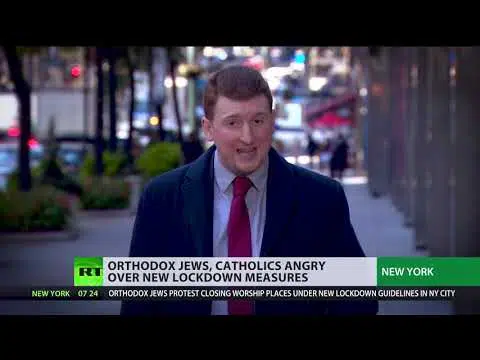 RT
ORTHODOX JEWS, CATHOLICS ANGRY
OVER NEW LOCKDOWN MEASURES
NEW YORK
NEW YORK 07 24 ORTHODOX JEWS PROTEST CLOSING WORSHIP PLACES UNDER NEW LOCKDOWN GUIDELINES IN NY CITY